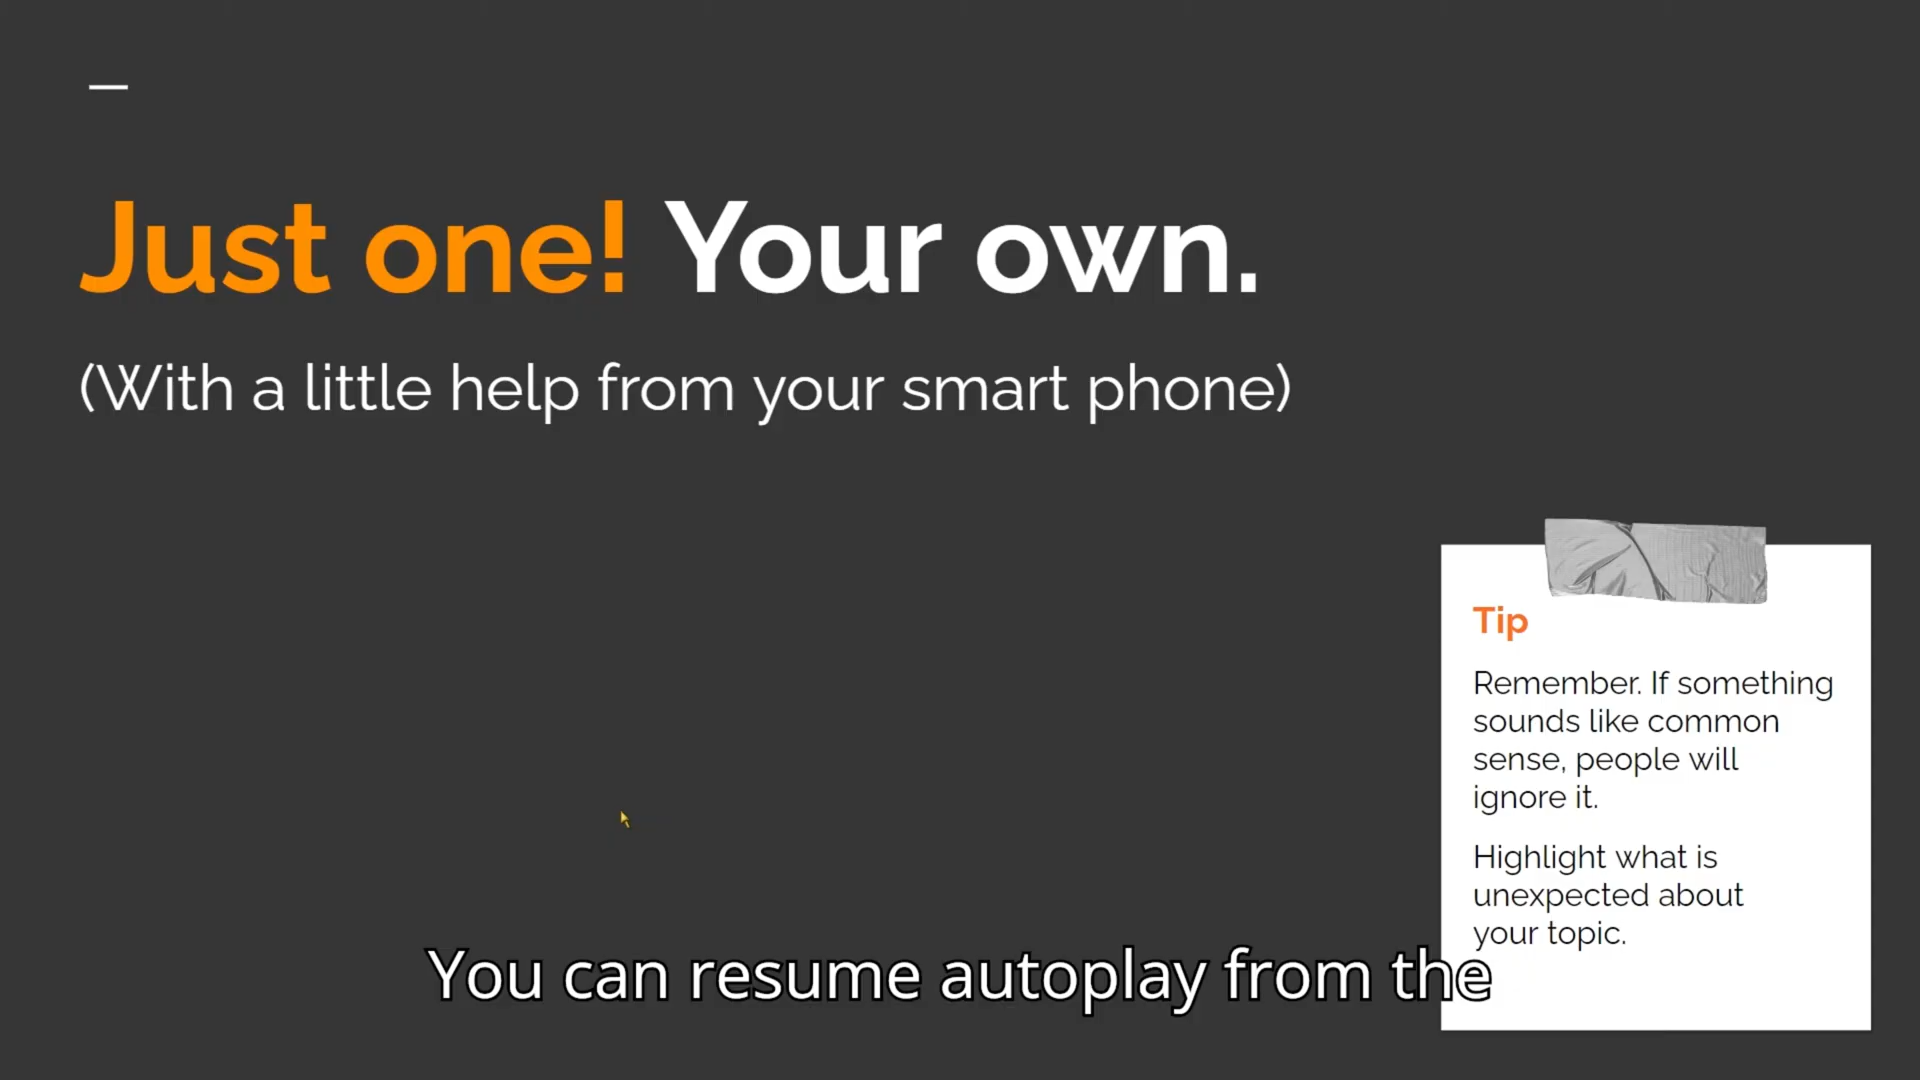 Just one! Your own.
(With a little help from your smart phone)
Tip
Remember. If something
sounds like common
sense, people will
ignore it.
Highlight what is
unexpected about
your topic.
You can resume autoplay from the